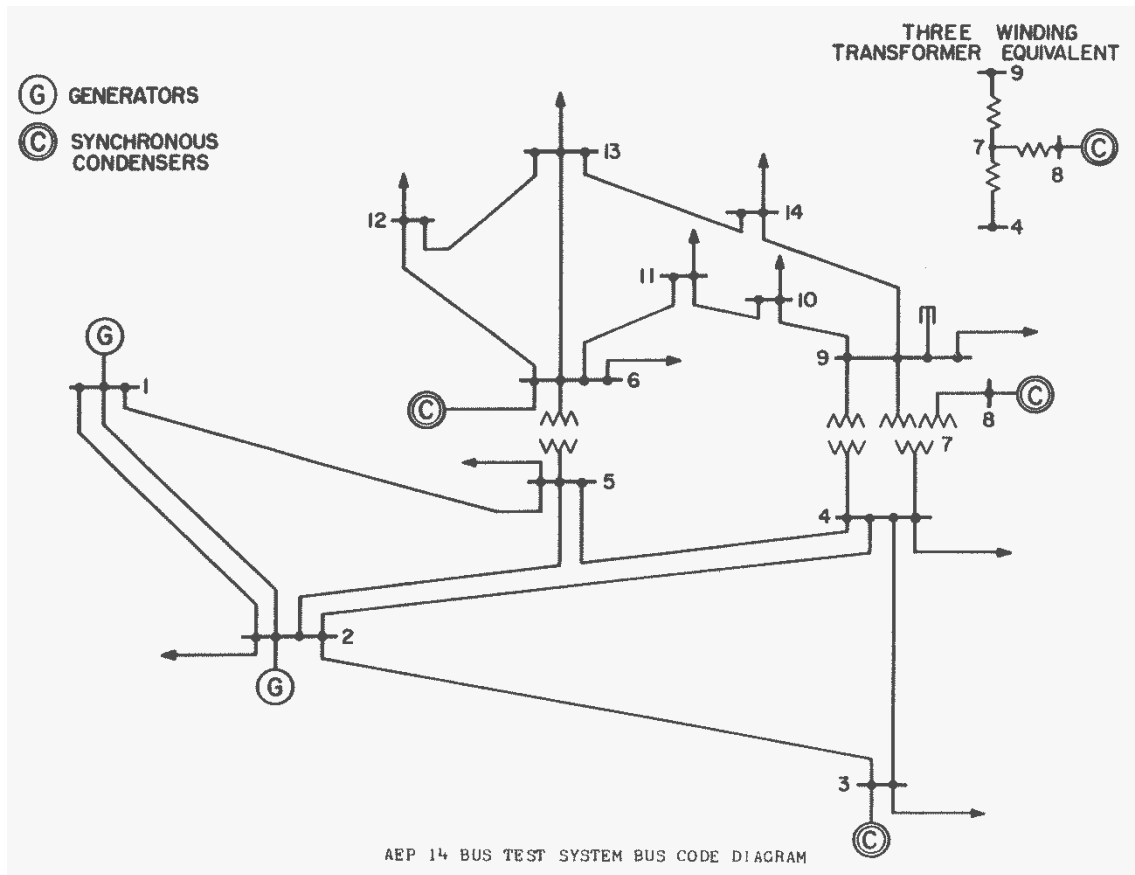 THREE WINDING
TRANSFORMER EQUIVALENT
9
7
C
8
4
G GENERATORS
C SYNCHRONOUS
CONDENSERS
13
12
14
11
10
G
1
9
6
C
C
8
7
5
4
2
G
3
C
AEP 14 BUS TEST SYSTEM BUS CODE DIAGRAM